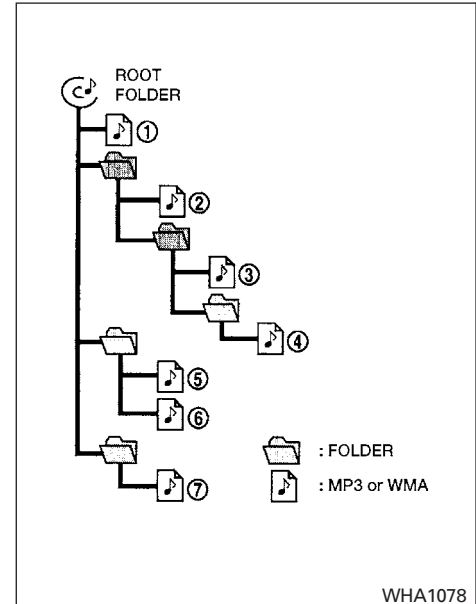 ROOT
FOLDER
①
②
③
④
⑤
⑥
⑦
: FOLDER
: MP3 or WMA
WHA1078